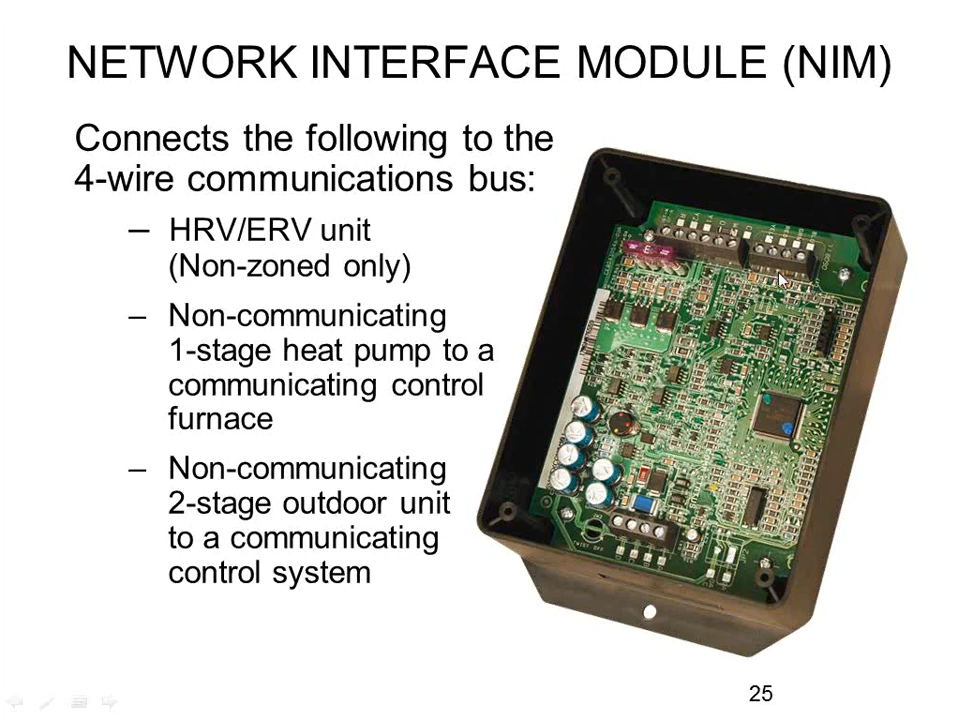 NETWORK INTERFACE MODULE (NIM)
Connects the following to the
4-wire communications bus:
– HRV/ERV unit
(Non-zoned only)
– Non-communicating
1-stage heat pump to a
communicating control
furnace
– Non-communicating
2-stage outdoor unit
to a communicating
control system
25